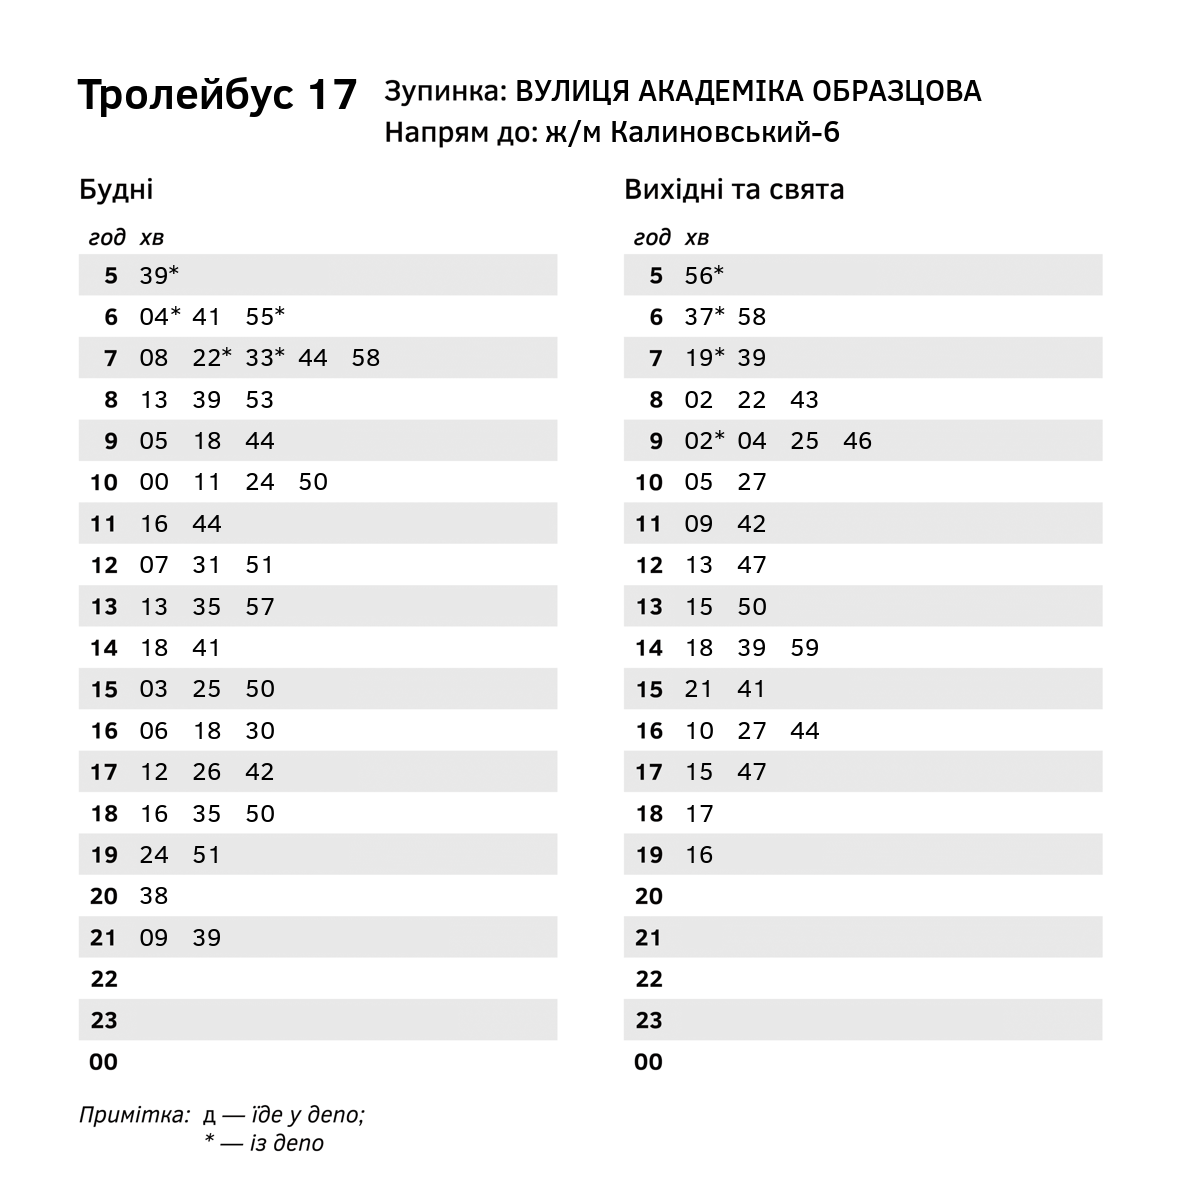 Тролейбус 17
Зупинка: ВУЛИЦЯ АКАДЕМІКА ОБРАЗЦОВА
Напрям до: ж/м Калиновський-6
Будні
год хв
5 39*
6 04* 41 55*
7 08 22* 33* 44 58
8 13 39 53
9 05 18 44
10 00 11 24 50
11 16 44
12 07 31 51
13 13 35 57
14 18 41
15 03 25 50
16 06 18 30
17 12 26 42
18 16 35 50
19 24 51
20 38
21 09 39
22
23
00
Вихідні та свята
год хв
5 56*
6 37* 58
7 19* 39
8 02 22 43
9 02* 04 25 46
10 05 27
11 09 42
12 13 47
13 15 50
14 18 39 59
15 21 41
16 10 27 44
17 15 47
18 17
19 16
20
21
22
23
00
Примітка: д — їде у депо;
* — із депо